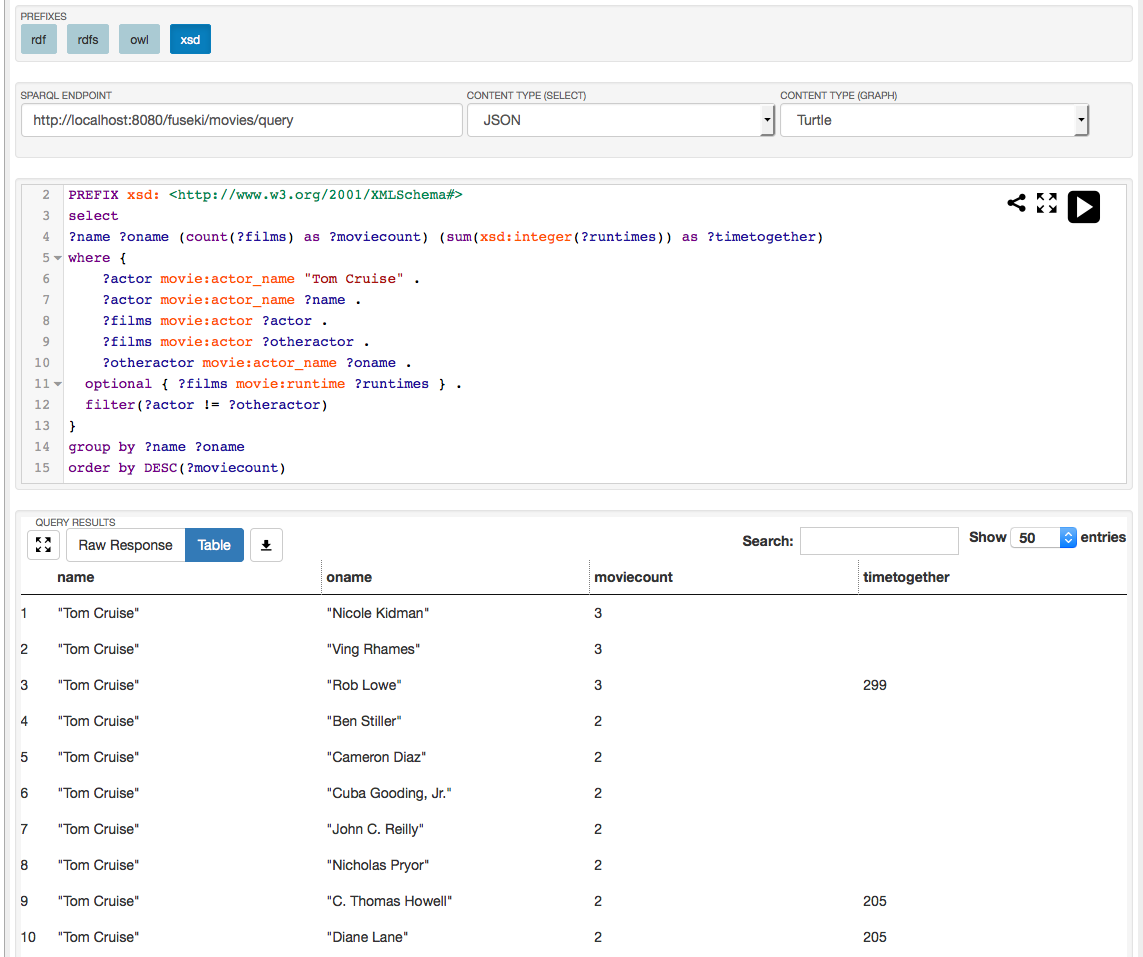 PREFIXES
rdf rdfs owl xsd
SPARQL ENDPOINT CONTENT TYPE (SELECT) CONTENT TYPE (GRAPH)
http://localhost:8080/fuseki/movies/query JSON Turtle
2 PREFIX xsd: <http://www.w3.org/2001/XMLSchema#>
3 select
4 ?name ?oname (count(?films) as ?moviecount) (sum(xsd:integer(?runtimes)) as ?timetogether)
5 where {
6 ?actor movie:actor_name "Tom Cruise" .
7 ?actor movie:actor_name ?name .
8 ?films movie:actor ?actor .
9 ?films movie:actor ?otheractor .
10 ?otheractor movie:actor_name ?oname .
11 optional { ?films movie:runtime ?runtimes } .
12 filter(?actor != ?otheractor)
13 }
14 group by ?name ?oname
15 order by DESC(?moviecount)
QUERY RESULTS
Raw Response Table Search: Show 50 entries
name oname moviecount timetogether
1 "Tom Cruise" "Nicole Kidman" 3
2 "Tom Cruise" "Ving Rhames" 3
3 "Tom Cruise" "Rob Lowe" 3 299
4 "Tom Cruise" "Ben Stiller" 2
5 "Tom Cruise" "Cameron Diaz" 2
6 "Tom Cruise" "Cuba Gooding, Jr." 2
7 "Tom Cruise" "John C. Reilly" 2
8 "Tom Cruise" "Nicholas Pryor" 2
9 "Tom Cruise" "C. Thomas Howell" 2 205
10 "Tom Cruise" "Diane Lane" 2 205